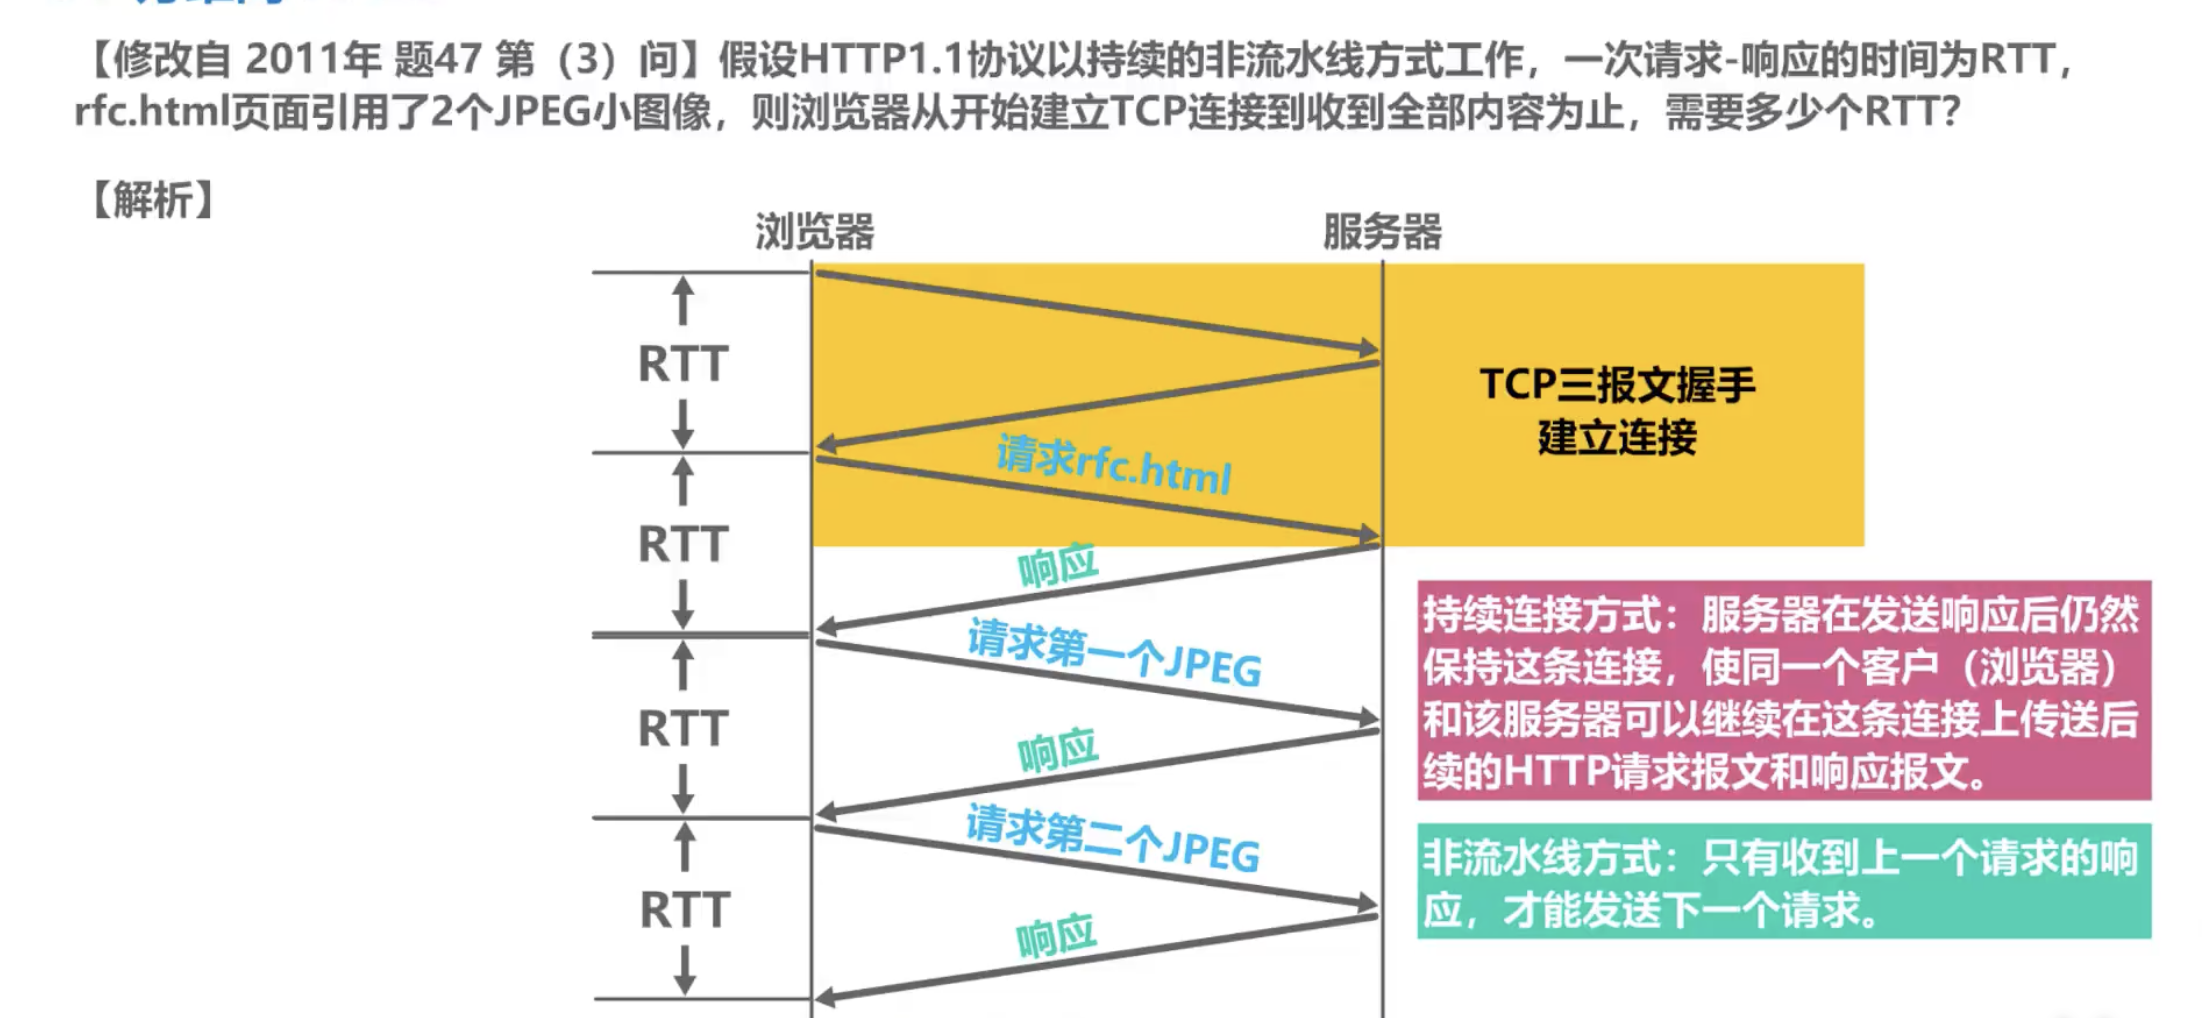 【修改自 2011年 题47 第（3）问】假设HTTP1.1协议以持续的非流水线方式工作，一次请求-响应的时间为RTT，
rfc.html页面引用了2个JPEG小图像，则浏览器从开始建立TCP连接到收到全部内容为止，需要多少个RTT？
【解析】
浏览器
服务器
RTT
TCP三报文握手
建立连接
请求rfc.html
RTT
响应
请求第一个JPEG
RTT
响应
请求第二个JPEG
RTT
响应
持续连接方式：服务器在发送响应后仍然
保持这条连接，使同一个客户（浏览器）
和该服务器可以继续在这条连接上传送后
续的HTTP请求报文和响应报文。
非流水线方式：只有收到上一个请求的响
应，才能发送下一个请求。